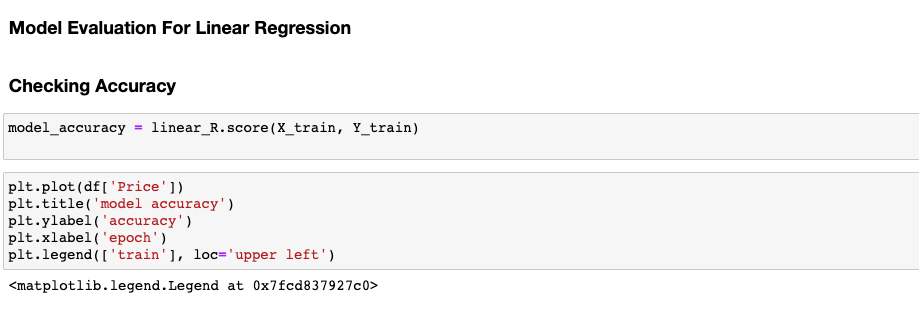 Model Evaluation For Linear Regression
Checking Accuracy
model_accuracy = linear_R.score(X_train, Y_train)
plt.plot(df['Price'])
plt.title('model accuracy')
plt.ylabel('accuracy')
plt.xlabel('epoch')
plt.legend(['train'], loc='upper left')
<matplotlib.legend.Legend at 0x7fcd837927c0>